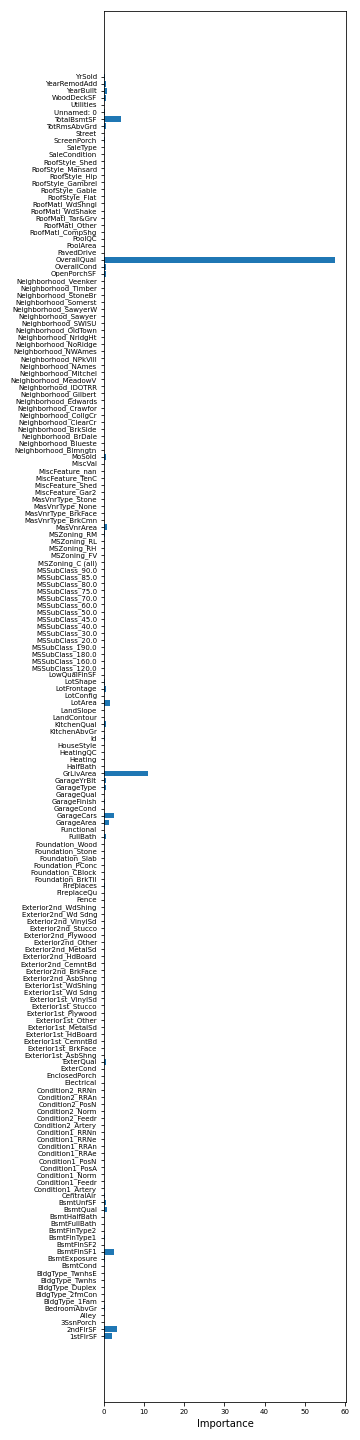 YrSold
YearRemodAdd
YearBuilt
WoodDeckSF
Utilities
Unnamed: 0
TotalBsmtSF
TotRmsAbvGrd
Street
ScreenPorch
SaleType
SaleCondition
RoofStyle_Shed
RoofStyle_Mansard
RoofStyle_Hip
RoofStyle_Gambrel
RoofStyle_Gable
RoofStyle_Flat
RoofMatl_WdShngl
RoofMatl_WdShake
RoofMatl_Tar&Grv
RoofMatl_Other
RoofMatl_CompShg
PoolQC
PoolArea
PavedDrive
OverallQual
OverallCond
OpenPorchSF
Neighborhood_Veenker
Neighborhood_Timber
Neighborhood_StoneBr
Neighborhood_Somerst
Neighborhood_SawyerW
Neighborhood_Sawyer
Neighborhood_SWISU
Neighborhood_OldTown
Neighborhood_NridgHt
Neighborhood_NoRidge
Neighborhood_NWAmes
Neighborhood_NPkVill
Neighborhood_NAmes
Neighborhood_Mitchel
Neighborhood_MeadowV
Neighborhood_IDOTRR
Neighborhood_Gilbert
Neighborhood_Edwards
Neighborhood_Crawfor
Neighborhood_CollgCr
Neighborhood_ClearCr
Neighborhood_BrkSide
Neighborhood_BrDale
Neighborhood_Blueste
Neighborhood_Blmngtn
MoSold
MiscVal
MiscFeature_nan
MiscFeature_TenC
MiscFeature_Shed
MiscFeature_Gar2
MasVnrType_Stone
MasVnrType_None
MasVnrType_BrkFace
MasVnrType_BrkCmn
MasVnrArea
MSZoning_RM
MSZoning_RL
MSZoning_RH
MSZoning_FV
MSZoning_C (all)
MSSubClass_90.0
MSSubClass_85.0
MSSubClass_80.0
MSSubClass_75.0
MSSubClass_70.0
MSSubClass_60.0
MSSubClass_50.0
MSSubClass_45.0
MSSubClass_40.0
MSSubClass_30.0
MSSubClass_20.0
MSSubClass_190.0
MSSubClass_180.0
MSSubClass_160.0
MSSubClass_120.0
LowQualFinSF
LotShape
LotFrontage
LotConfig
LotArea
LandSlope
LandContour
KitchenQual
KitchenAbvGr
Id
HouseStyle
HeatingQC
Heating
HalfBath
GrLivArea
GarageYrBlt
GarageType
GarageQual
GarageFinish
GarageCond
GarageCars
GarageArea
Functional
FullBath
Foundation_Wood
Foundation_Stone
Foundation_Slab
Foundation_PConc
Foundation_CBlock
Foundation_BrkTil
Fireplaces
FireplaceQu
Fence
Exterior2nd_WdShing
Exterior2nd_Wd Sdng
Exterior2nd_VinylSd
Exterior2nd_Stucco
Exterior2nd_Plywood
Exterior2nd_Other
Exterior2nd_MetalSd
Exterior2nd_HdBoard
Exterior2nd_CemntBd
Exterior2nd_BrkFace
Exterior2nd_AsbShng
Exterior1st_WdShing
Exterior1st_Wd Sdng
Exterior1st_VinylSd
Exterior1st_Stucco
Exterior1st_Plywood
Exterior1st_Other
Exterior1st_MetalSd
Exterior1st_HdBoard
Exterior1st_CemntBd
Exterior1st_BrkFace
Exterior1st_AsbShng
ExterQual
ExterCond
EnclosedPorch
Electrical
Condition2_RRNn
Condition2_RRAn
Condition2_PosN
Condition2_Norm
Condition2_Feedr
Condition2_Artery
Condition1_RRNn
Condition1_RRNe
Condition1_RRAn
Condition1_RRAe
Condition1_PosN
Condition1_PosA
Condition1_Norm
Condition1_Feedr
Condition1_Artery
CentralAir
BsmtUnfSF
BsmtQual
BsmtHalfBath
BsmtFullBath
BsmtFinType2
BsmtFinType1
BsmtFinSF2
BsmtFinSF1
BsmtExposure
BsmtCond
BldgType_TwnhsE
BldgType_Twnhs
BldgType_Duplex
BldgType_2fmCon
BldgType_1Fam
BedroomAbvGr
Alley
3SsnPorch
2ndFlrSF
1stFlrSF
0 10 20 30 40 50 60
Importance